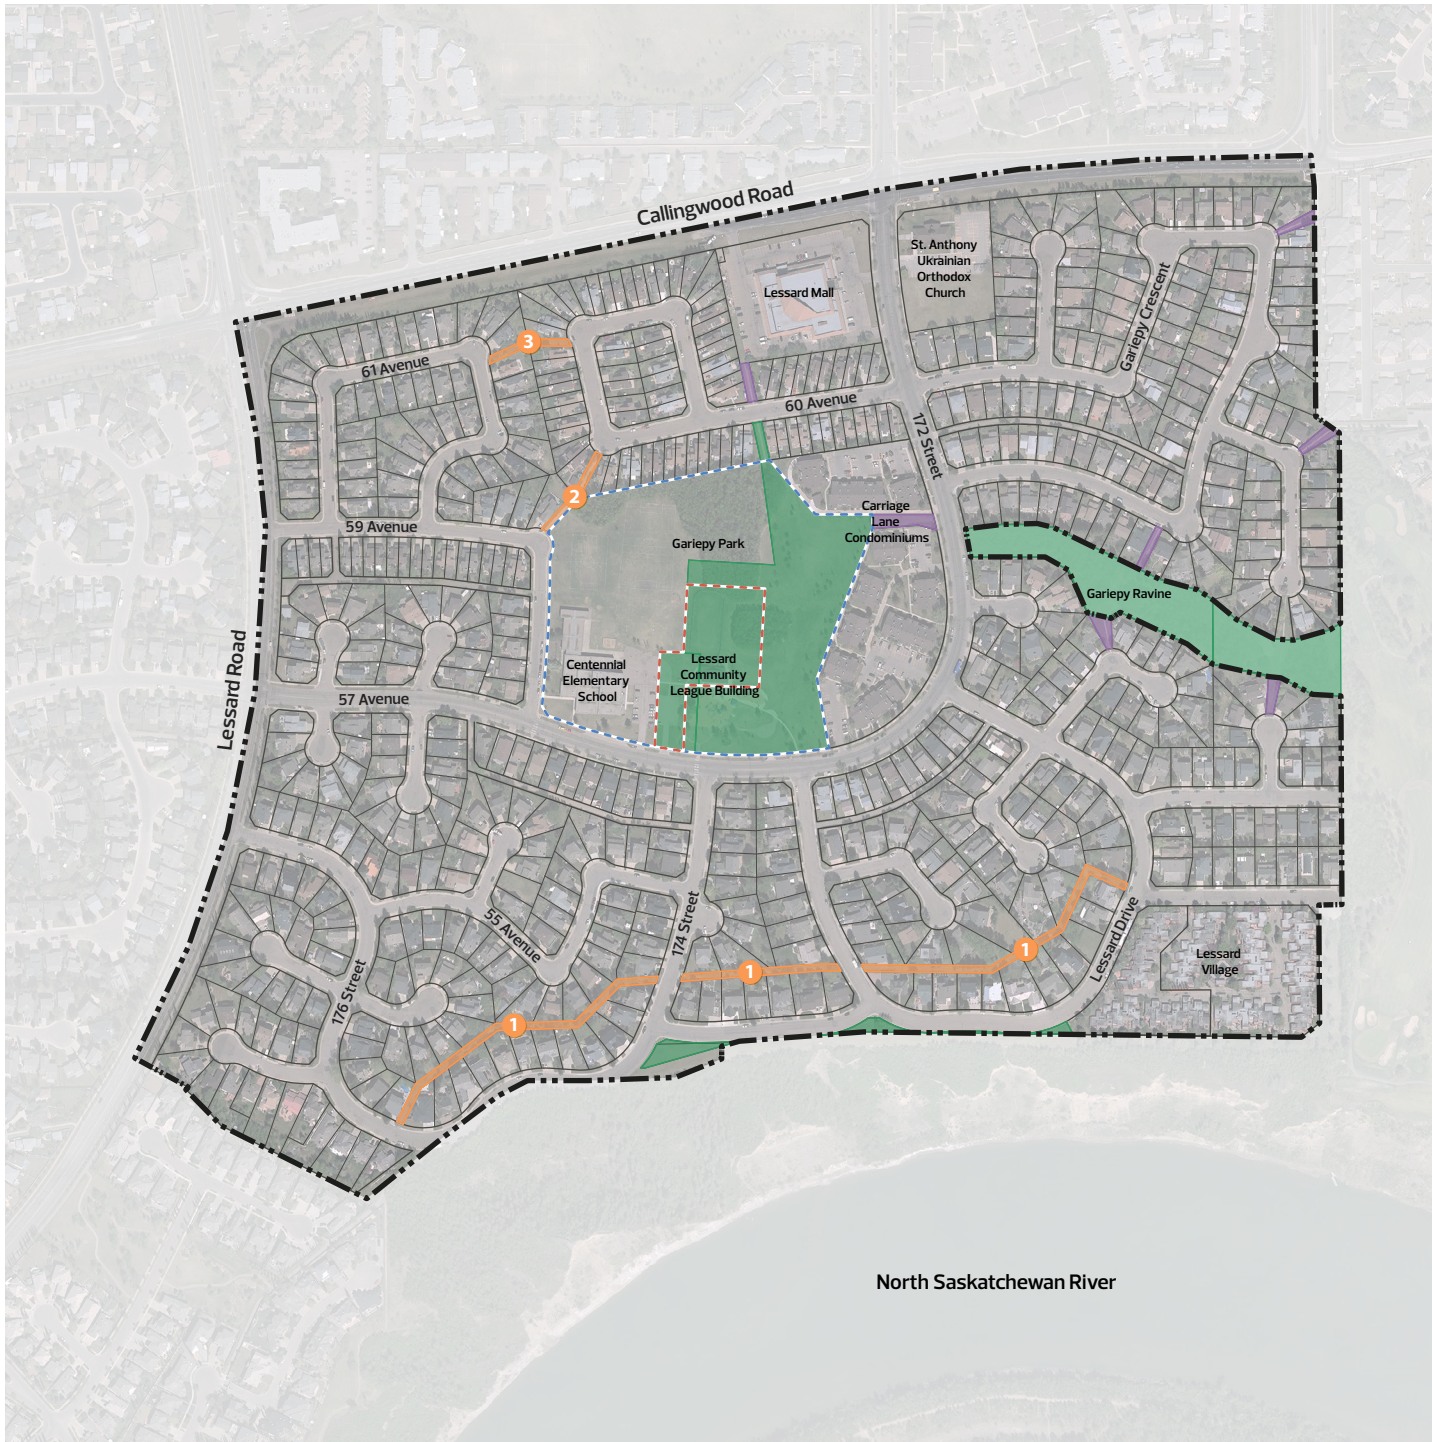 Callingwood Road
St. Anthony
Ukrainian
Orthodox
Church
Lessard Mall
Gariepy Crescent
3
61 Avenue
60 Avenue
172 Street
2
59 Avenue
Carriage
Lane
Condominiums
Gariepy Park
Gariepy Ravine
Lessard Road
Centennial
Elementary
School
Lessard
Community
League Building
57 Avenue
55 Avenue
174 Street
176 Street
1
1
1
Lessard Drive
Lessard
Village
North Saskatchewan River